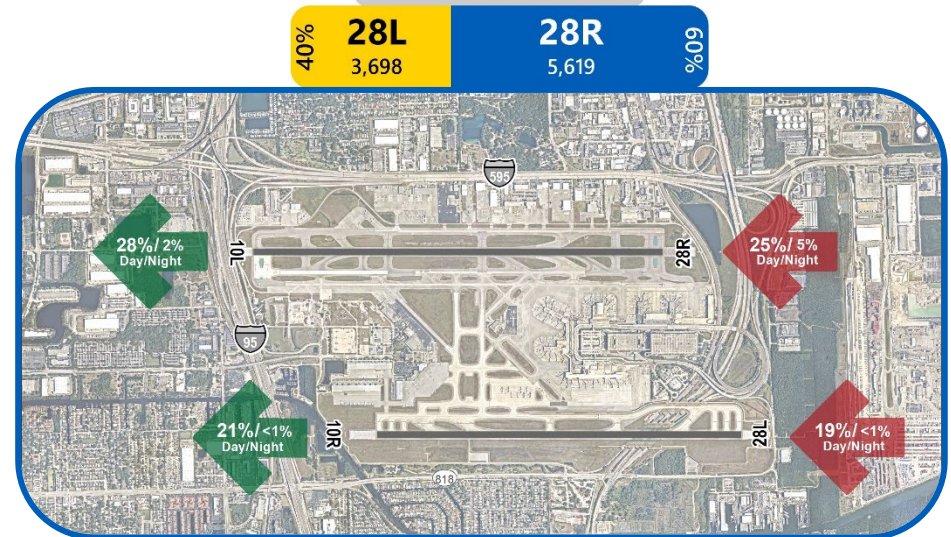 40%
28L
3,698
28R
5,619
60%
595
28%/ 2%
Day/Night
10L
28R
25%/ 5%
Day/Night
95
21%/ <1%
Day/Night
10R
28L
19%/ <1%
Day/Night
818